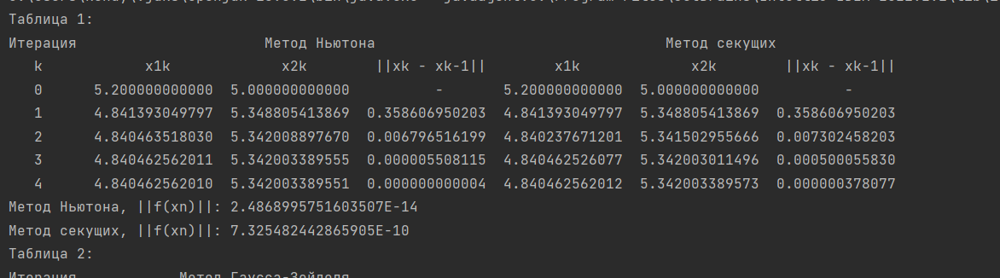 Таблица 1:
Итерация Метод Ньютона Метод секущих
k x1k x2k ||xk - xk-1|| x1k x2k ||xk - xk-1||
0 5.200000000000 5.000000000000 - 5.200000000000 5.000000000000 -
1 4.841393049797 5.348805413869 0.358606950203 4.841393049797 5.348805413869 0.358606950203
2 4.840463518030 5.342008897670 0.006796516199 4.840237671201 5.341502955666 0.007302458203
3 4.840462562011 5.342003389555 0.000005508115 4.840462526077 5.342003011496 0.000500055830
4 4.840462562010 5.342003389551 0.000000000004 4.840462562012 5.342003389573 0.000000378077
Метод Ньютона, ||f(xn)||: 2.4868995751603507E-14
Метод секущих, ||f(xn)||: 7.325482442865905E-10
Таблица 2:
Итерация Метод Гаусса-Зейделя